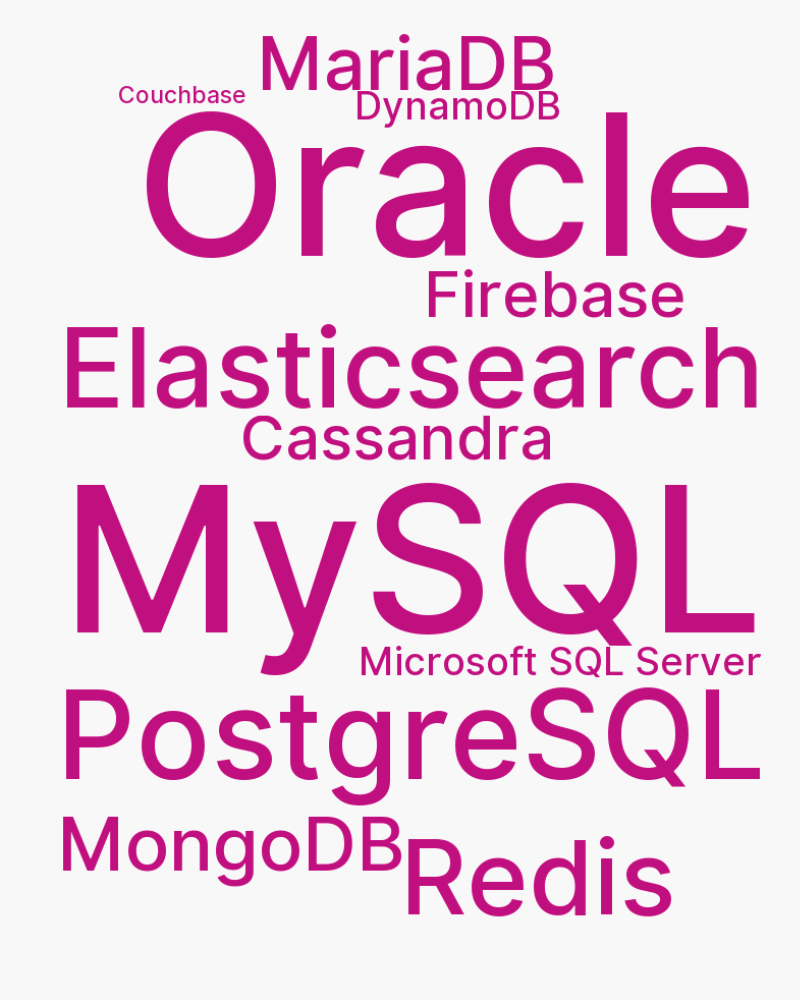 MariaDB
Couchbase
DynamoDB
Oracle
Firebase
Elasticsearch
Cassandra
MySQL
Microsoft SQL Server
PostgreSQL
MongoDB
Redis